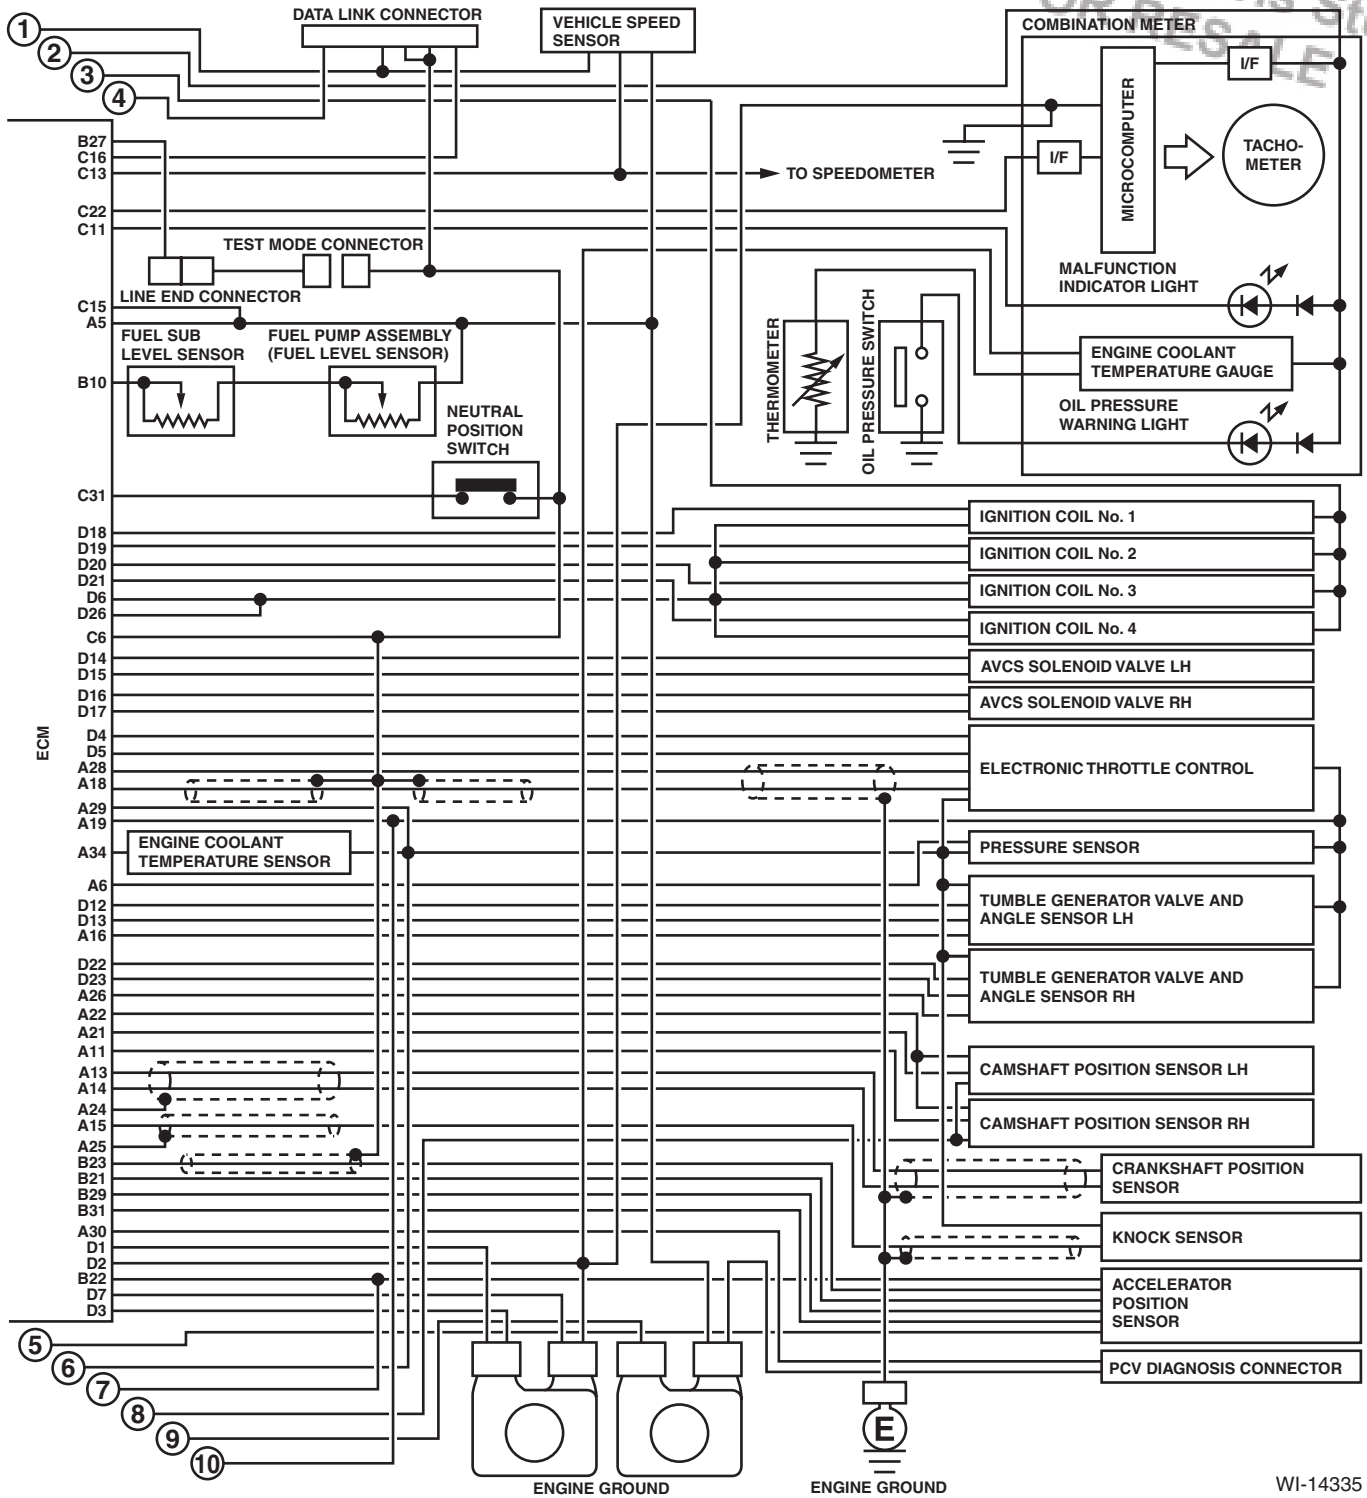 is St
OR RESALE
DATA LINK CONNECTOR
VEHICLE SPEED
SENSOR
COMBINATION METER
1
2
3
4
I/F
MICROCOMPUTER
I/F
TACHO-
METER
B27
C16
C13
TO SPEEDOMETER
C22
C11
TEST MODE CONNECTOR
MALFUNCTION
INDICATOR LIGHT
LINE END CONNECTOR
C15
A5
FUEL SUB
LEVEL SENSOR
FUEL PUMP ASSEMBLY
(FUEL LEVEL SENSOR)
THERMOMETER
OIL PRESSURE SWITCH
ENGINE COOLANT
TEMPERATURE GAUGE
B10
NEUTRAL
POSITION
SWITCH
OIL PRESSURE
WARNING LIGHT
C31
D18
D19
D20
D21
D6
D26
C6
D14
D15
D16
D17
D4
D5
A28
A18
A29
A19
A34
A6
D12
D13
A16
D22
D23
A26
A22
A21
A11
A13
A14
A24
A15
A25
B23
B21
B29
B31
A30
D1
D2
B22
D7
D3
ECM
IGNITION COIL No. 1
IGNITION COIL No. 2
IGNITION COIL No. 3
IGNITION COIL No. 4
AVCS SOLENOID VALVE LH
AVCS SOLENOID VALVE RH
ELECTRONIC THROTTLE CONTROL
ENGINE COOLANT
TEMPERATURE SENSOR
PRESSURE SENSOR
TUMBLE GENERATOR VALVE AND
ANGLE SENSOR LH
TUMBLE GENERATOR VALVE AND
ANGLE SENSOR RH
CAMSHAFT POSITION SENSOR LH
CAMSHAFT POSITION SENSOR RH
CRANKSHAFT POSITION
SENSOR
KNOCK SENSOR
ACCELERATOR
POSITION
SENSOR
PCV DIAGNOSIS CONNECTOR
5
6
7
8
9
10
E
ENGINE GROUND
ENGINE GROUND
WI-14335